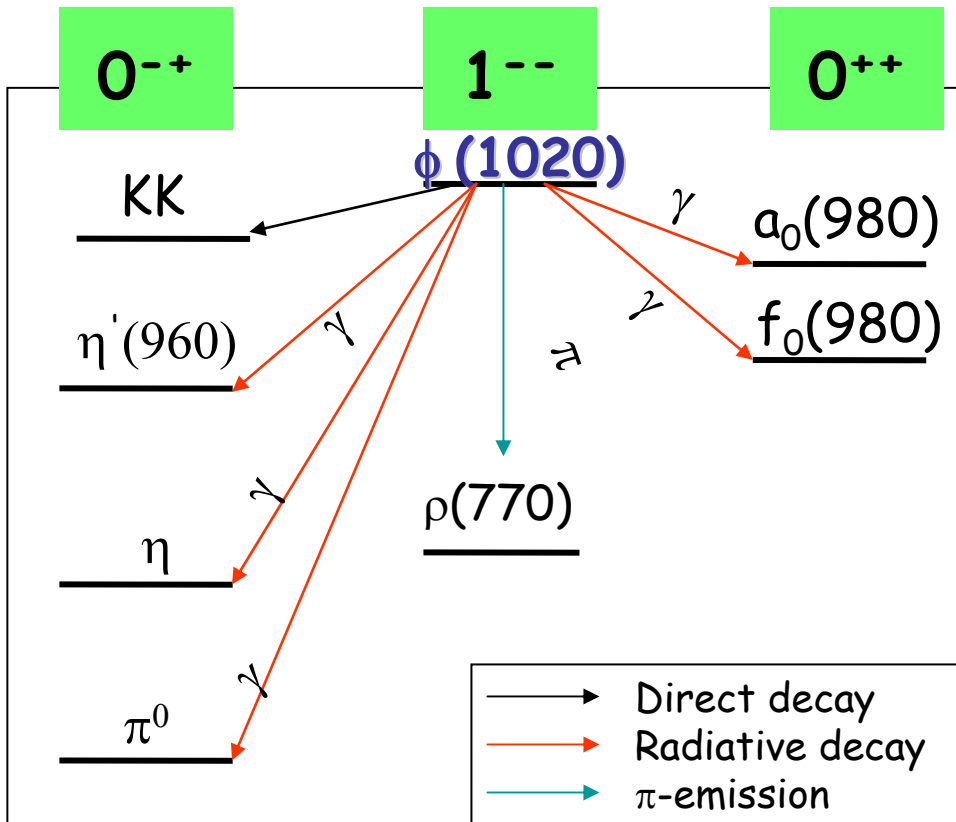 0⁻⁺ 1⁻⁻ 0⁺⁺
ϕ (1020)
KK
γ
a₀(980)
η'(960)
γ
γ
f₀(980)
π
γ
ρ(770)
η
γ
π⁰
Direct decay
Radiative decay
π-emission